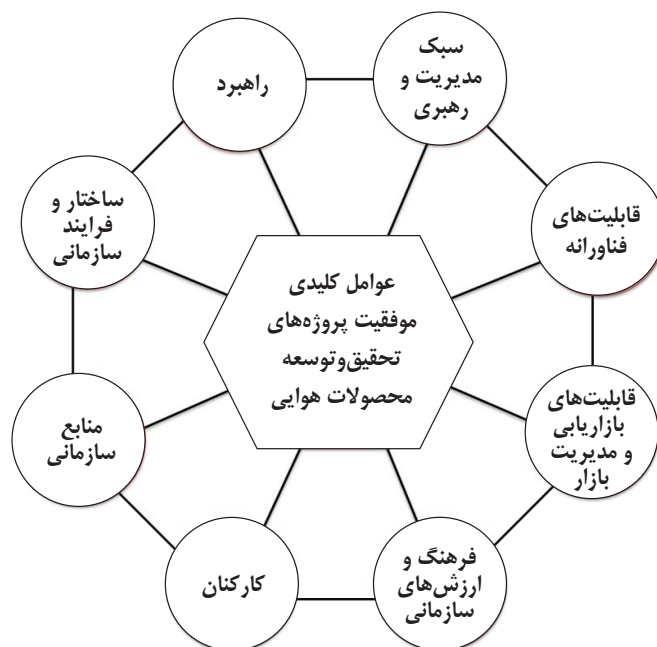 سبک
مدیریت و
رهبری
راهبرد
قابلیت‌های
فناورانه
ساختار و
فرایند
سازمانی
عوامل کلیدی
موفقیت پروژه‌های
تحقیق‌وتوسعه
محصولات هوایی
قابلیت‌های
بازاریابی
و مدیریت
بازار
منابع
سازمانی
فرهنگ و
ارزش‌های
سازمانی
کارکنان